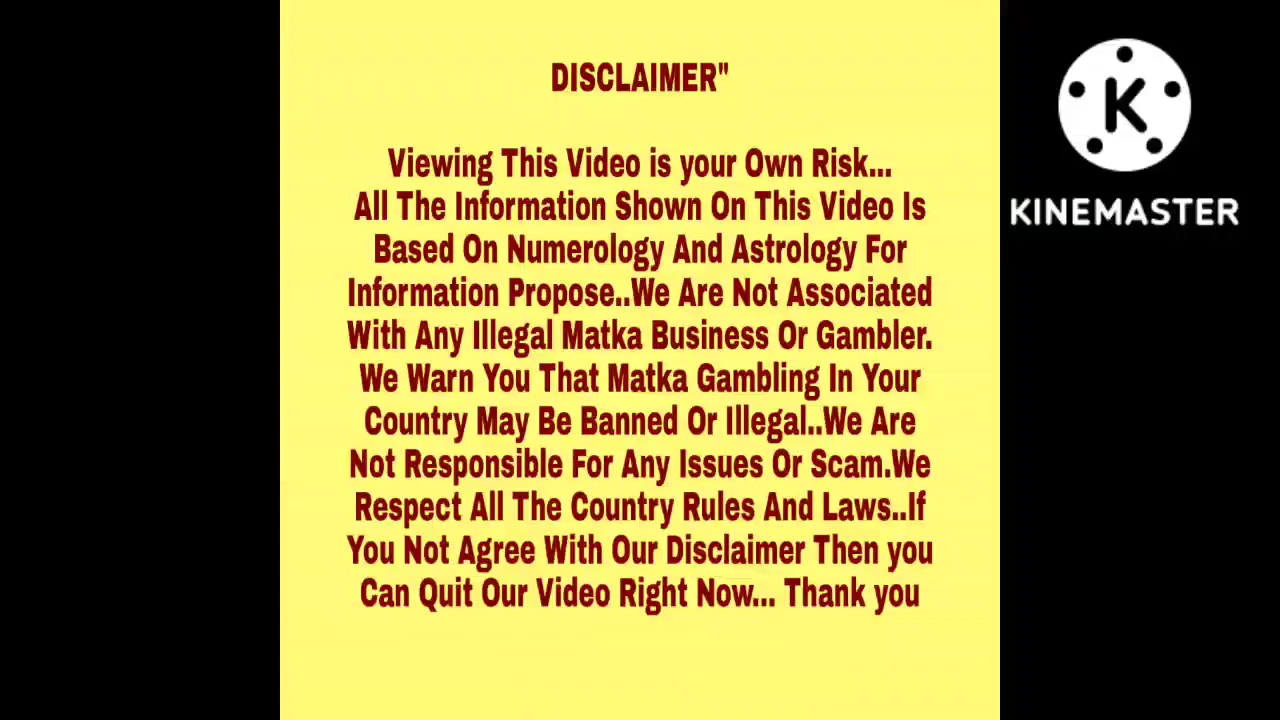 DISCLAIMER"
Viewing This Video is your Own Risk...
All The Information Shown On This Video Is
Based On Numerology And Astrology For
Information Propose..We Are Not Associated
With Any Illegal Matka Business Or Gambler.
We Warn You That Matka Gambling In Your
Country May Be Banned Or Illegal..We Are
Not Responsible For Any Issues Or Scam.We
Respect All The Country Rules And Laws..If
You Not Agree With Our Disclaimer Then you
Can Quit Our Video Right Now... Thank you
K
KINEMASTER